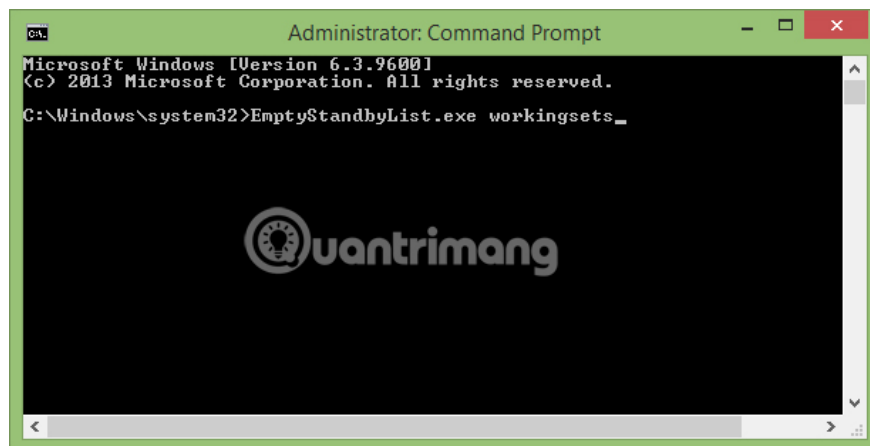 Administrator: Command Prompt
Microsoft Windows [Version 6.3.9600]
(c) 2013 Microsoft Corporation. All rights reserved.
C:\Windows\system32>EmptyStandbyList.exe workingsets_
Quantrimang